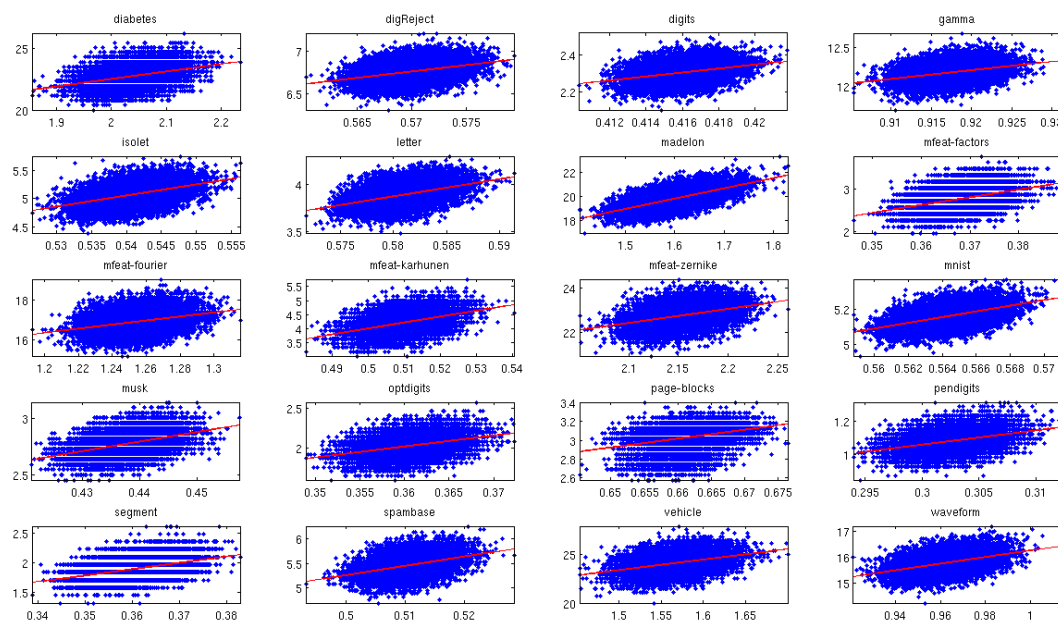 diabetes digReject digits gamma
25 7 2.4 12.5
20 6.5 2.2 12
1.9 2 2.1 2.2 0.565 0.57 0.575 0.412 0.414 0.416 0.418 0.42 0.91 0.915 0.92 0.925 0.93
isolet letter madelon mfeat-factors
5.5 4 22 3
5 3.5 20 2
4.5 18
0.53 0.535 0.54 0.545 0.55 0.555 0.575 0.58 0.585 0.59 1.5 1.6 1.7 1.8 0.35 0.36 0.37 0.38
mfeat-fourier mfeat-karhunen mfeat-zernike mnist
18 5.5 24 5.2
16 5 22 5
4.5
4
3.5
1.2 1.22 1.24 1.26 1.28 1.3 0.49 0.5 0.51 0.52 0.53 0.54 2.1 2.15 2.2 2.25 0.56 0.562 0.564 0.566 0.568 0.57
musk optdigits page-blocks pendigits
3 2.5 3.4 1.2
2.5 2 3.2 1
3
2.8
2.6
0.43 0.44 0.45 0.35 0.355 0.36 0.365 0.37 0.65 0.655 0.66 0.665 0.67 0.675 0.295 0.3 0.305 0.31
segment spambase vehicle waveform
2.5 6 25 17
2 5.5 20 16
1.5 5 15
0.34 0.35 0.36 0.37 0.38 0.5 0.51 0.52 1.5 1.55 1.6 1.65 0.94 0.96 0.98 1